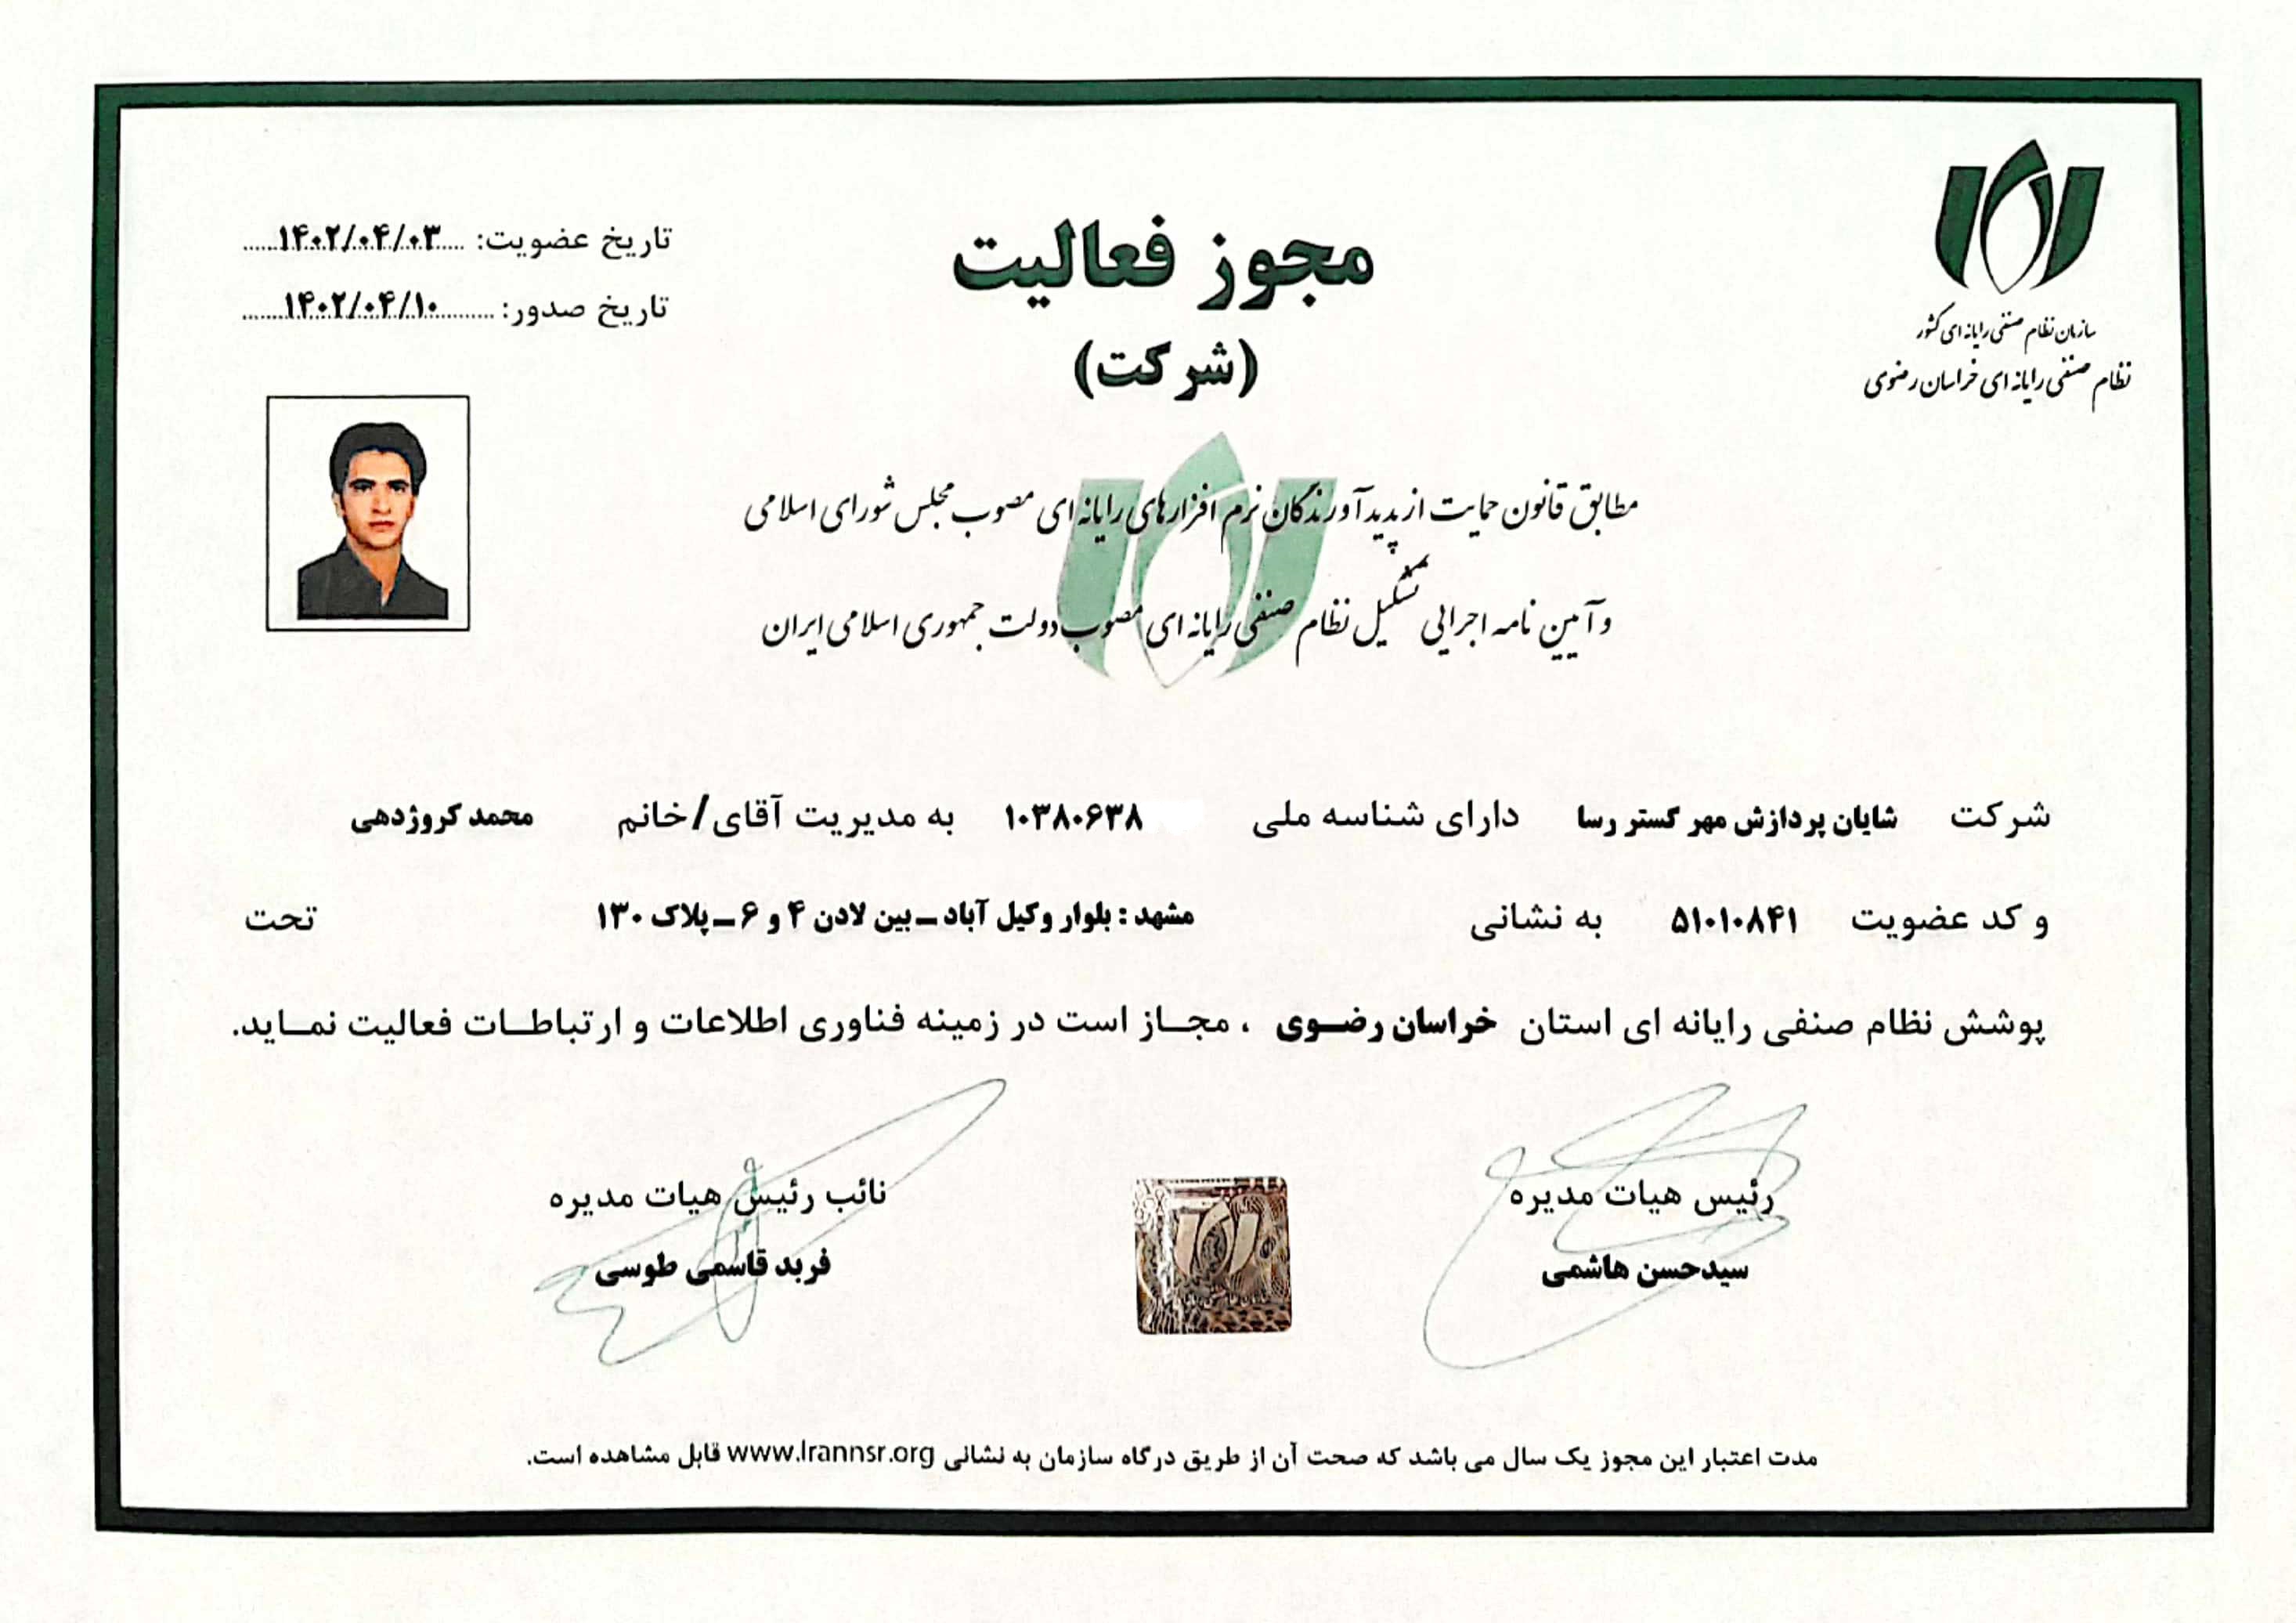 سازمان نظام صنفی رایانه ای کشور
نظام صنفی رایانه ای خراسان رضوی
مجوز فعالیت
(شرکت)
تاریخ عضویت: ۱۴۰۲/۰۴/۰۳
تاریخ صدور: ۱۴۰۲/۰۴/۱۰
مطابق قانون حمایت از پدیدآورندگان نرم افزارهای رایانه ای مصوب مجلس شورای اسلامی
و آیین نامه اجرایی تشکیل نظام صنفی رایانه ای مصوب دولت جمهوری اسلامی ایران
شرکت شایان پردازش مهر گستر رسا دارای شناسه ملی ۱۰۳۸۰۶۳۸ به مدیریت آقای/خانم محمد کروژدهی
و کد عضویت ۵۱۰۱۰۸۴۱ به نشانی مشهد : بلوار وکیل آباد – بین لادن ۴ و ۶ – پلاک ۱۳۰ تحت
پوشش نظام صنفی رایانه ای استان خراسان رضوی ، مجاز است در زمینه فناوری اطلاعات و ارتباطات فعالیت نماید.
رئیس هیات مدیره
سیدحسن هاشمی
نائب رئیس هیات مدیره
فربد قاسمی طوسی
مدت اعتبار این مجوز یک سال می باشد که صحت آن از طریق درگاه سازمان به نشانی www.Irannsr.org قابل مشاهده است.